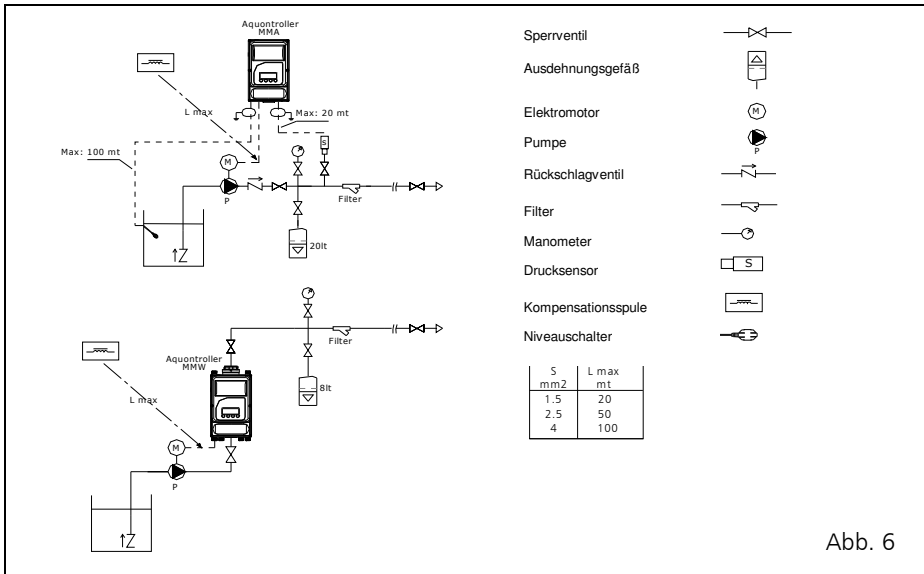 Aquontroller
MMA
L max
Max: 20 mt
Max: 100 mt
S
M
P
Filter
20lt
Z
Aquontroller
MMW
L max
Filter
8lt
M
P
Z
Sperrventil
Ausdehnungsgefäß
Elektromotor
M
Pumpe
P
Rückschlagventil
Filter
Manometer
Drucksensor
S
Kompensationsspule
Niveauschalter
S L max
mm2 mt
1.5 20
2.5 50
4 100
Abb. 6